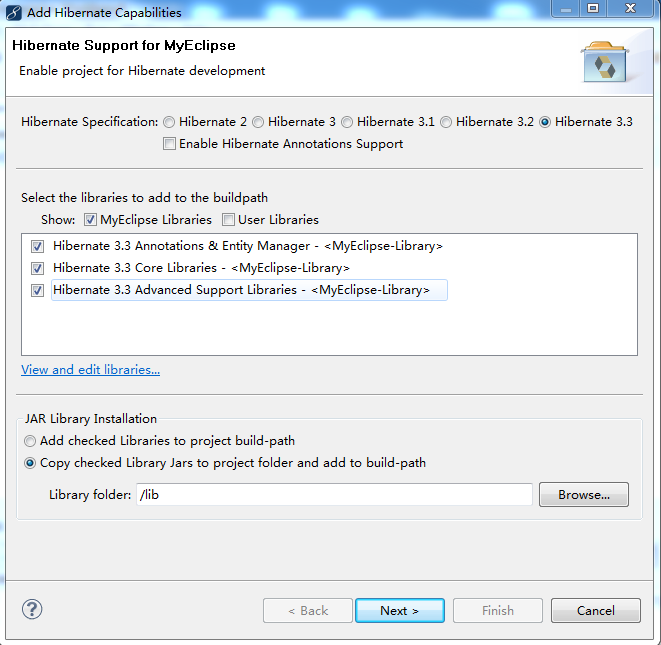 Add Hibernate Capabilities
Hibernate Support for MyEclipse
Enable project for Hibernate development
Hibernate Specification: Hibernate 2 Hibernate 3 Hibernate 3.1 Hibernate 3.2 Hibernate 3.3
Enable Hibernate Annotations Support
Select the libraries to add to the buildpath
Show: MyEclipse Libraries User Libraries
Hibernate 3.3 Annotations & Entity Manager - <MyEclipse-Library>
Hibernate 3.3 Core Libraries - <MyEclipse-Library>
Hibernate 3.3 Advanced Support Libraries - <MyEclipse-Library>
View and edit libraries...
JAR Library Installation
Add checked Libraries to project build-path
Copy checked Library Jars to project folder and add to build-path
Library folder: /lib Browse...
? < Back Next > Finish Cancel